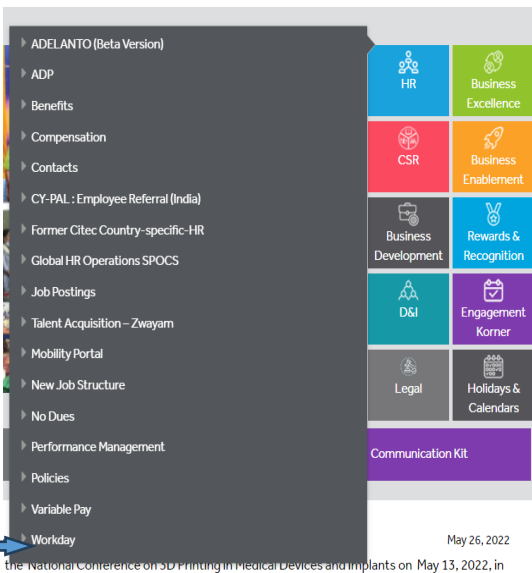 ADELANTO (Beta Version)
ADP
Benefits
Compensation
Contacts
CY-PAL : Employee Referral (India)
Former Citec Country-specific-HR
Global HR Operations SPOCS
Job Postings
Talent Acquisition – Zwayam
Mobility Portal
New Job Structure
No Dues
Performance Management
Policies
Variable Pay
Workday
HR
Business
Excellence
CSR
Business
Enablement
Business
Development
Rewards &
Recognition
D&I
Engagement
Korner
Legal
Holidays &
Calendars
Communication Kit
May 26, 2022
the National Conference on 3D Printing in Medical Devices and Implants on May 13, 2022, in